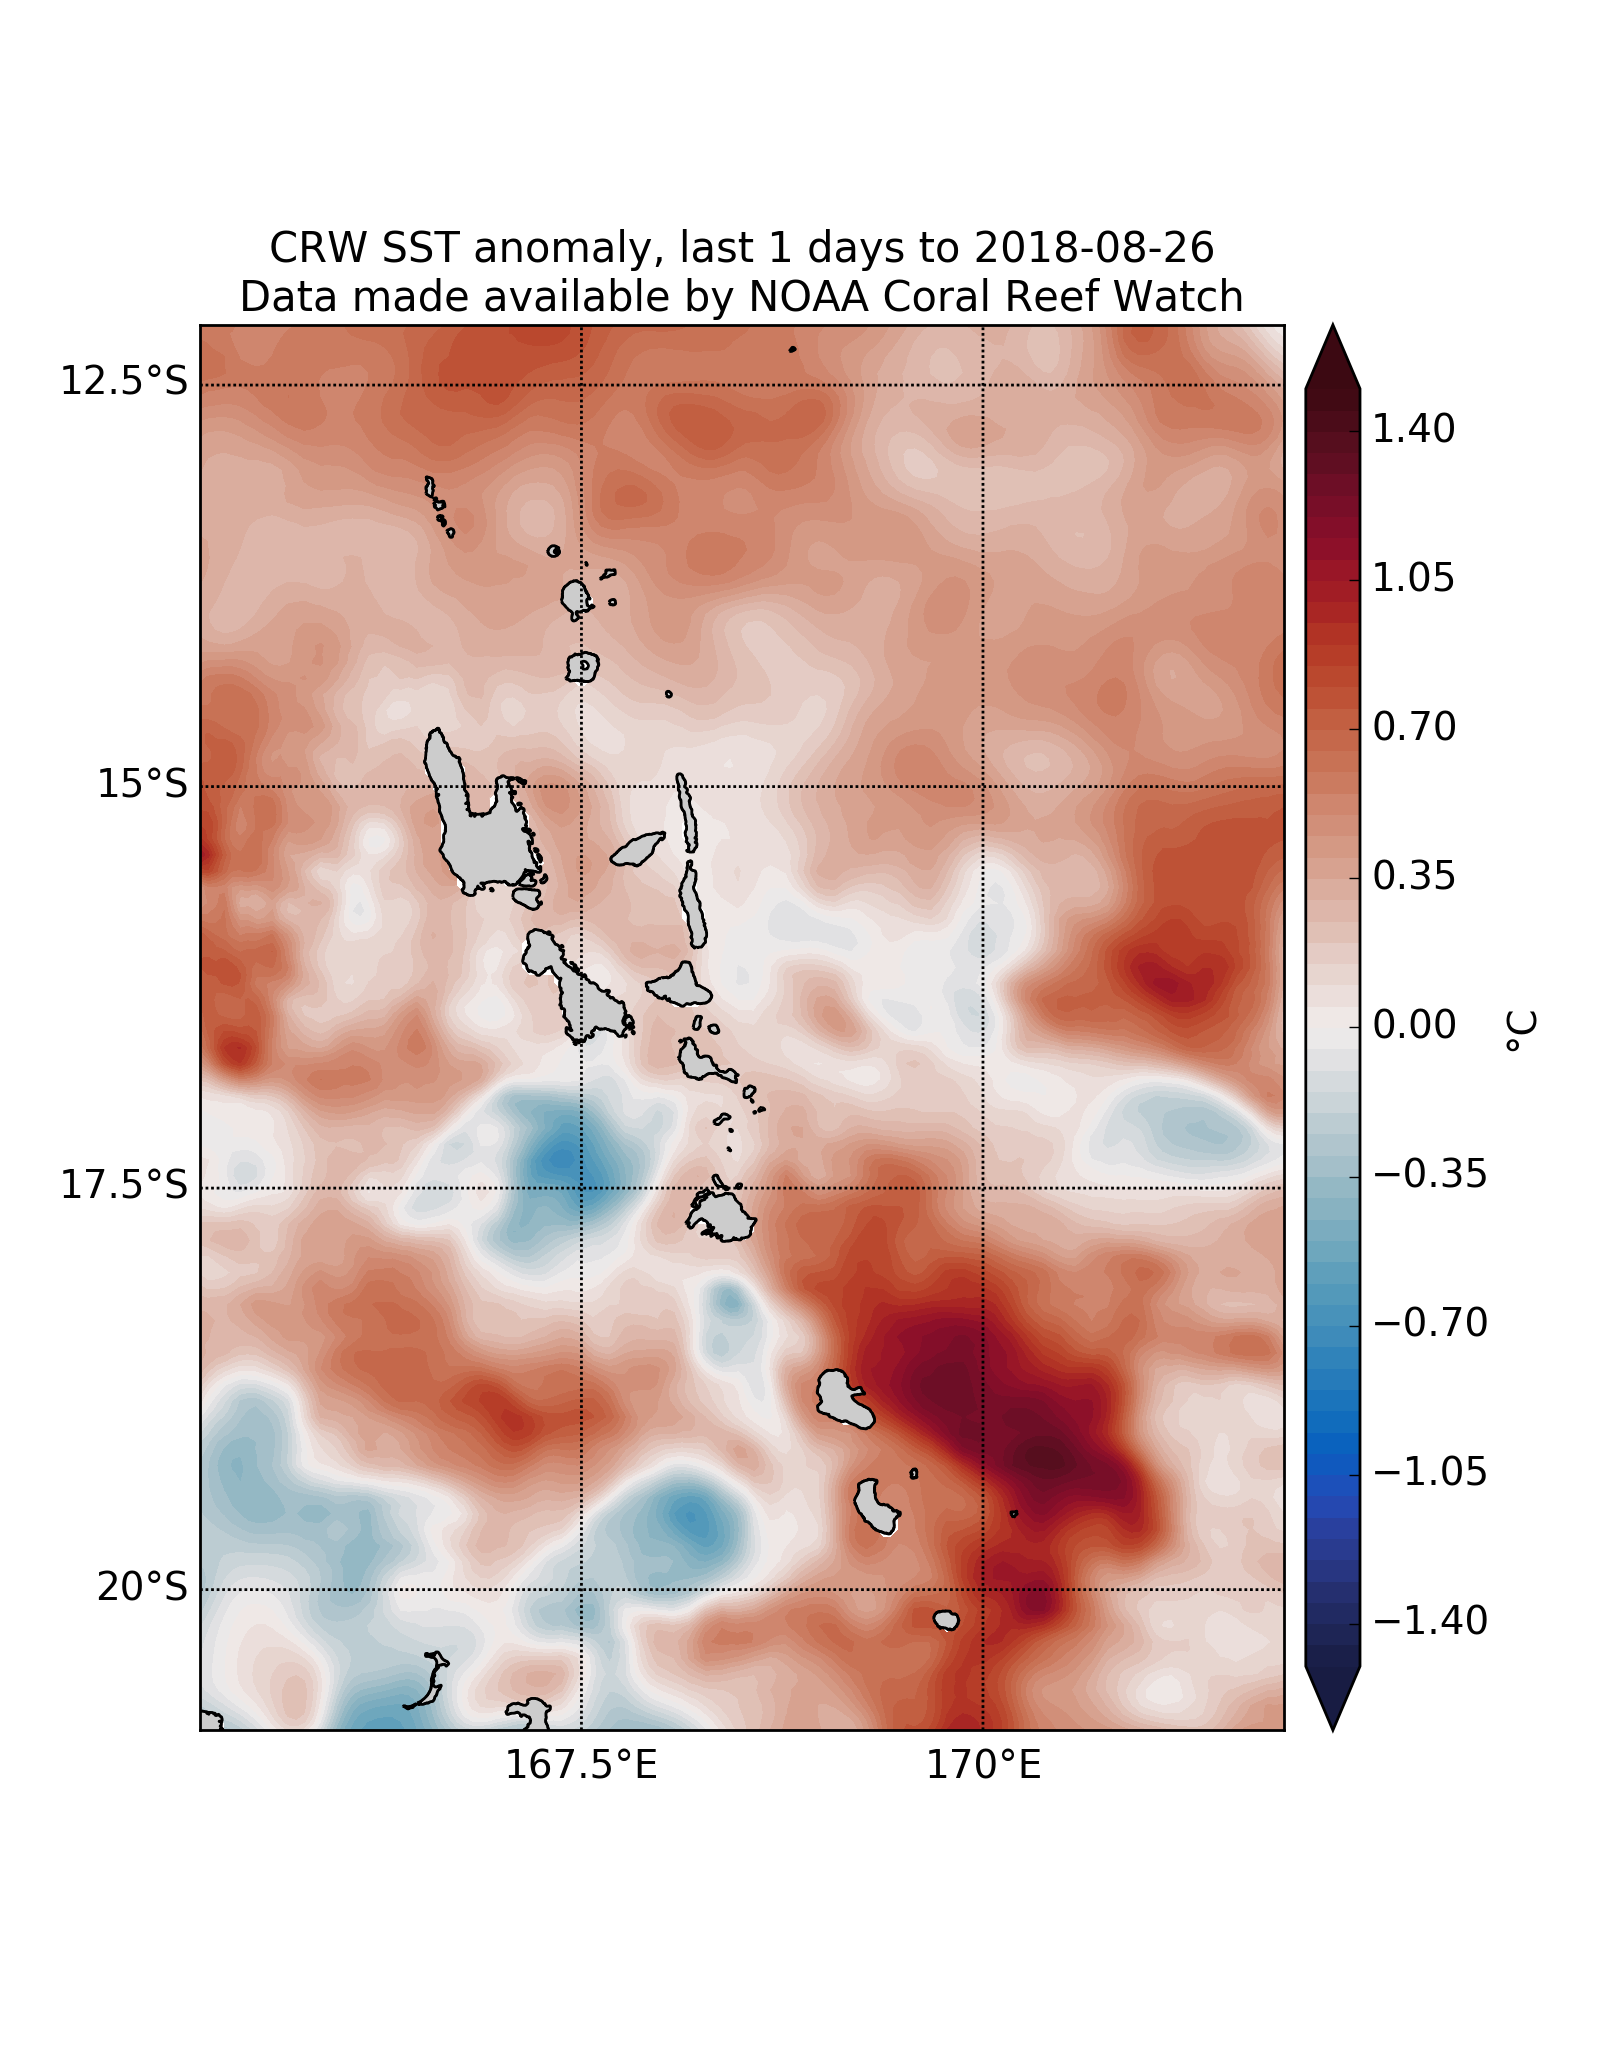 CRW SST anomaly, last 1 days to 2018-08-26
Data made available by NOAA Coral Reef Watch
12.5°S
15°S
17.5°S
20°S
167.5°E
170°E
1.40
1.05
0.70
0.35
0.00
−0.35
−0.70
−1.05
−1.40
°C